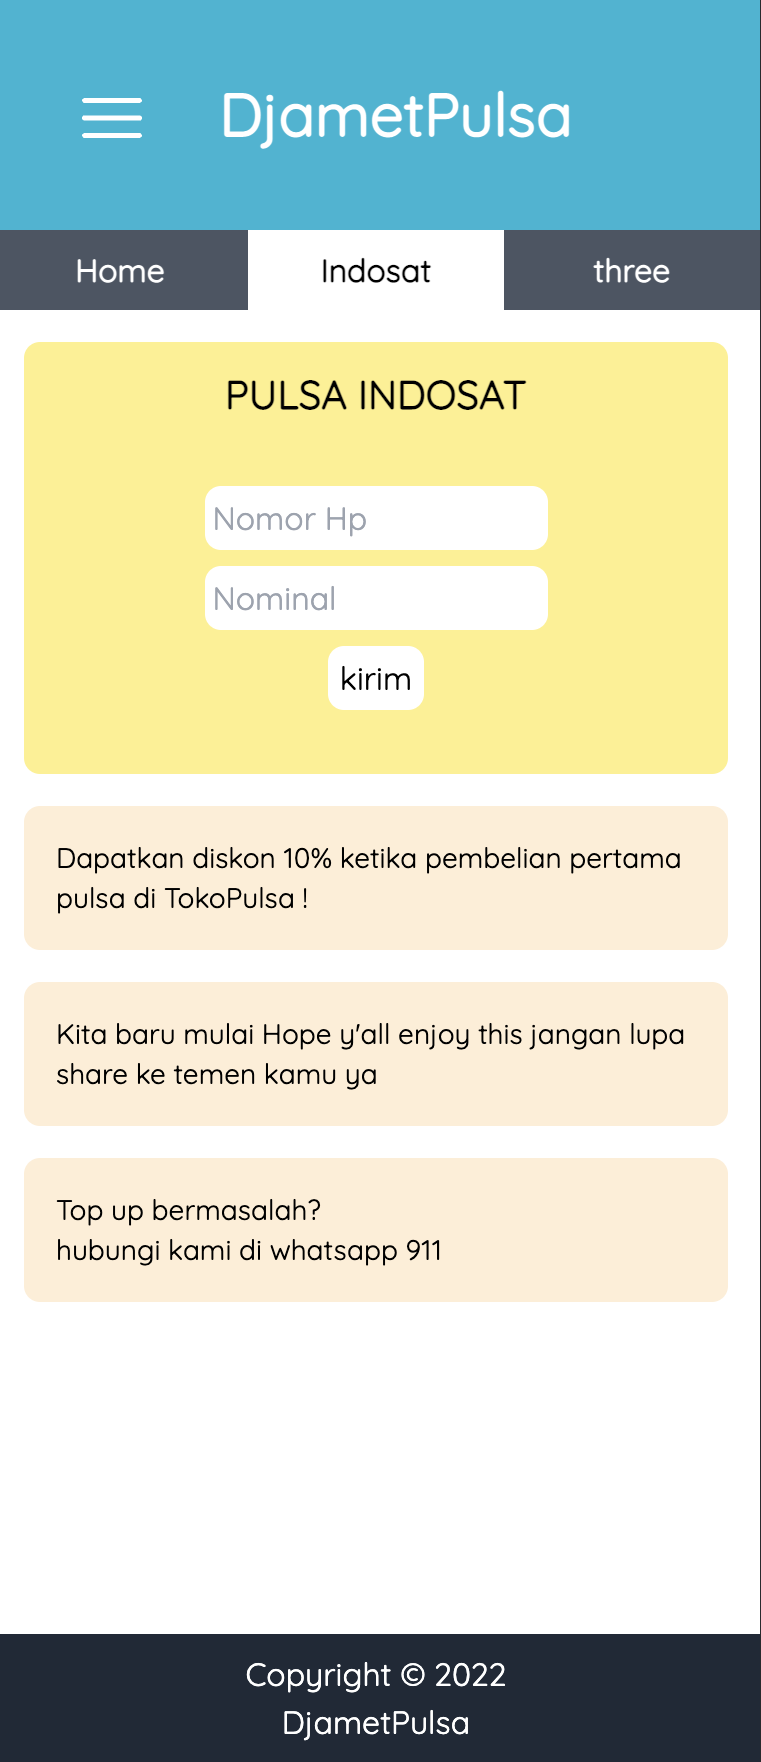 DjametPulsa
Home Indosat three
PULSA INDOSAT
Nomor Hp
Nominal
kirim
Dapatkan diskon 10% ketika pembelian pertama
pulsa di TokoPulsa !
Kita baru mulai Hope y'all enjoy this jangan lupa
share ke temen kamu ya
Top up bermasalah?
hubungi kami di whatsapp 911
Copyright © 2022
DjametPulsa